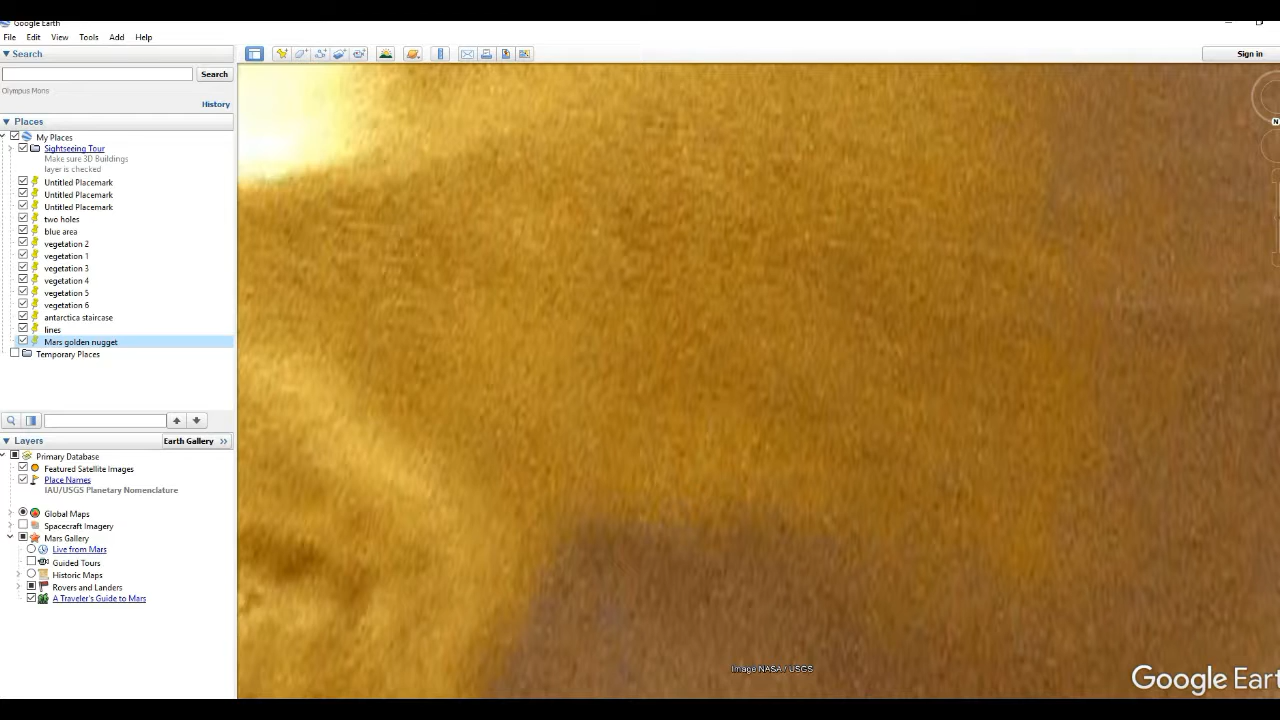 Google Earth
File Edit View Tools Add Help
Sign in
Search
Search
Olympus Mons
History
N
Places
My Places
Sightseeing Tour
Make sure 3D Buildings
layer is checked
Untitled Placemark
Untitled Placemark
Untitled Placemark
two holes
blue area
vegetation 2
vegetation 1
vegetation 3
vegetation 4
vegetation 5
vegetation 6
antarctica staircase
lines
Mars golden nugget
Temporary Places
Layers
Earth Gallery >>
Primary Database
Featured Satellite Images
Place Names
IAU/USGS Planetary Nomenclature
Global Maps
Spacecraft Imagery
Mars Gallery
Live from Mars
Guided Tours
Historic Maps
Rovers and Landers
A Traveler's Guide to Mars
Image NASA / USGS
Google Eart